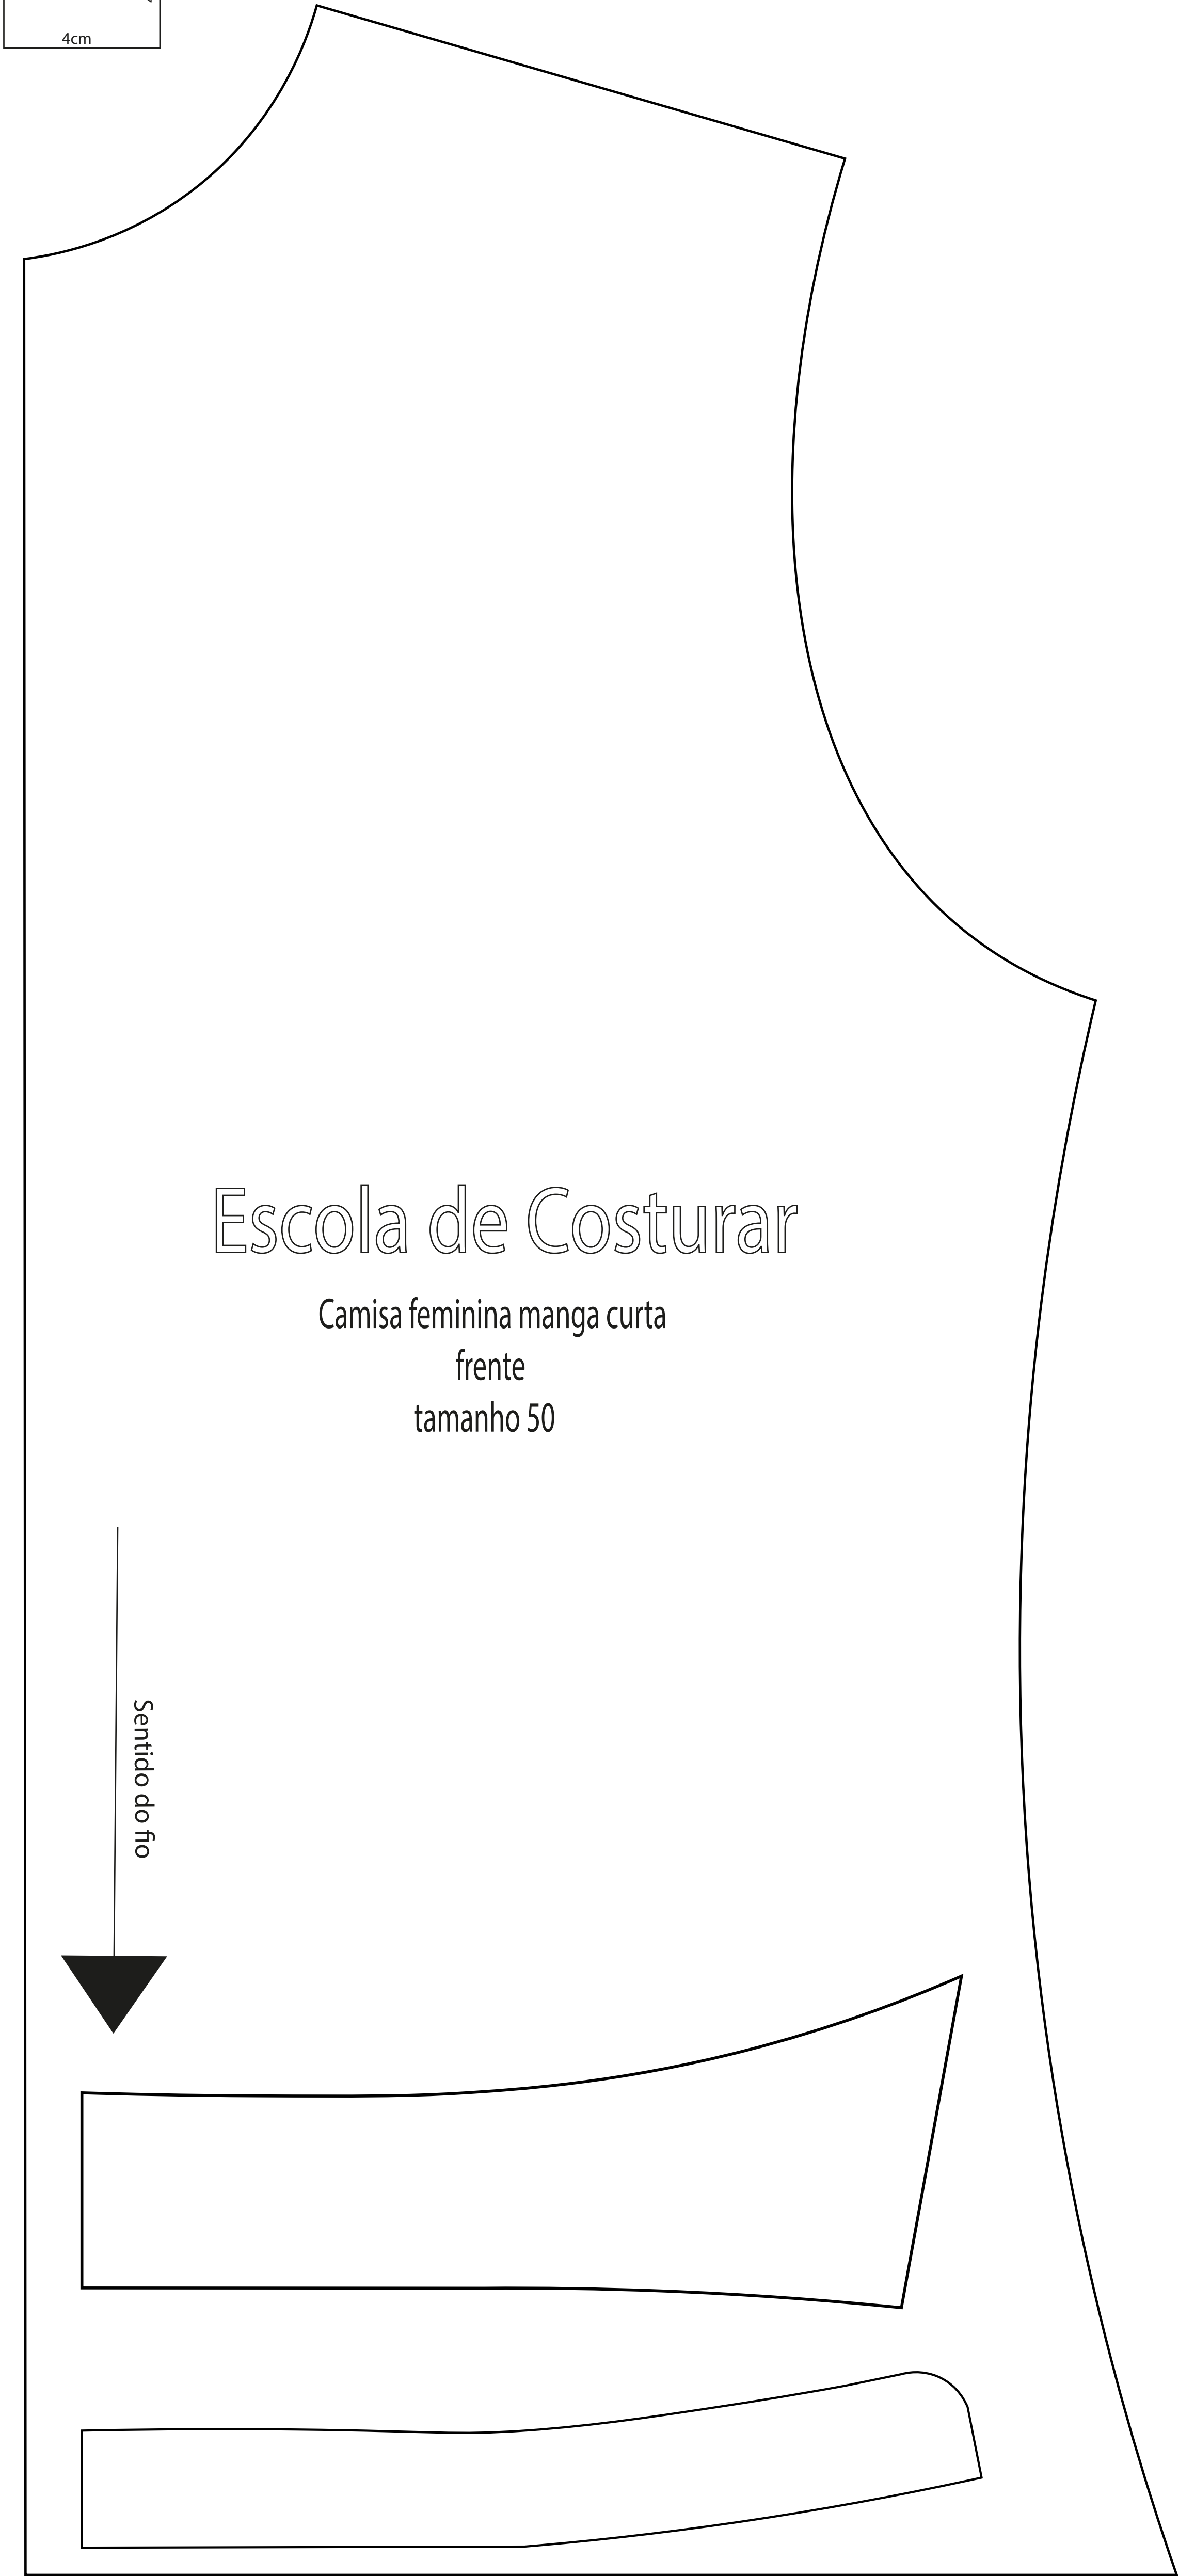 4cm
Escola de Costurar
Camisa feminina manga curta
frente
tamanho 50
Sentido do fio